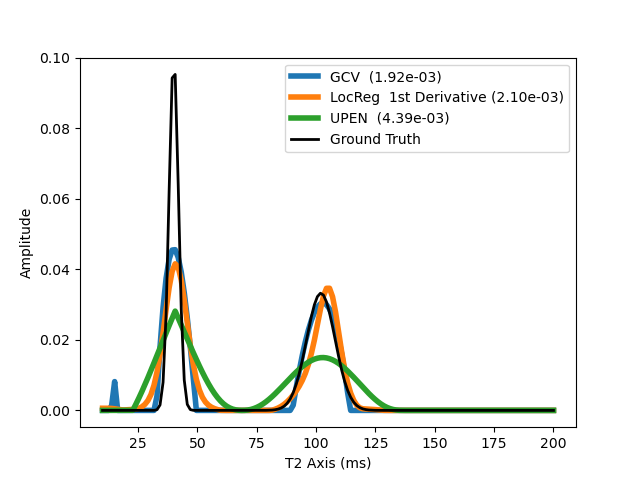 0.10
0.08
0.06
0.04
0.02
0.00
Amplitude
GCV  (1.92e-03)
LocReg  1st Derivative (2.10e-03)
UPEN  (4.39e-03)
Ground Truth
25 50 75 100 125 150 175 200
T2 Axis (ms)